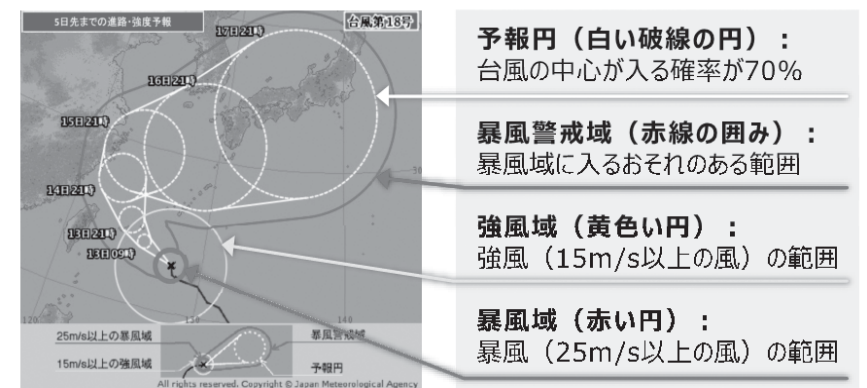 5日先までの進路・強度予報
台風第18号
17日21時
16日21時
15日21時
14日21時
13日21時
13日09時
30
120
130
140
25m/s以上の暴風域
暴風警戒域
15m/s以上の強風域
予報円
All rights reserved. Copyright © Japan Meteorological Agency
予報円（白い破線の円）：
台風の中心が入る確率が70%
暴風警戒域（赤線の囲み）：
暴風域に入るおそれのある範囲
強風域（黄色い円）：
強風（15m/s以上の風）の範囲
暴風域（赤い円）：
暴風（25m/s以上の風）の範囲